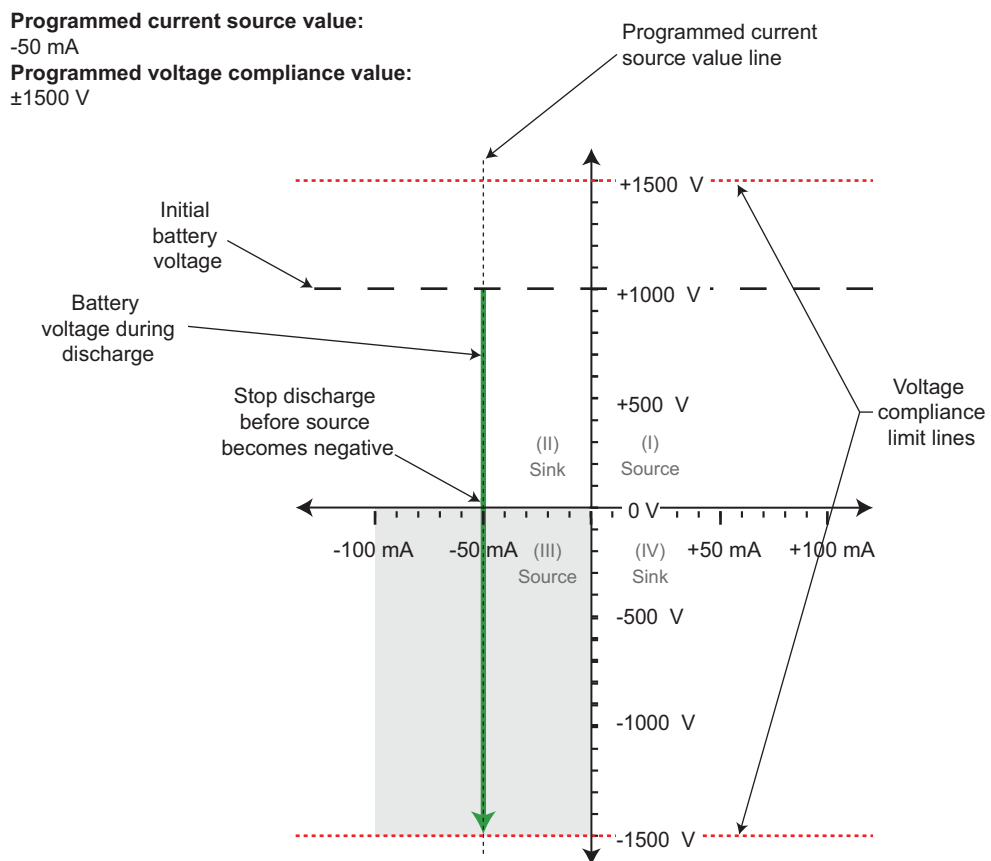 Programmed current source value:
-50 mA
Programmed voltage compliance value:
±1500 V
Programmed current
source value line
+1500 V
Initial
battery
voltage
+1000 V
Battery
voltage during
discharge
Stop discharge
before source
becomes negative
+500 V
Voltage
compliance
limit lines
(II)
Sink
(I)
Source
0 V
-100 mA
-50 mA
(III)
Source
(IV)
Sink
+50 mA
+100 mA
-500 V
-1000 V
-1500 V